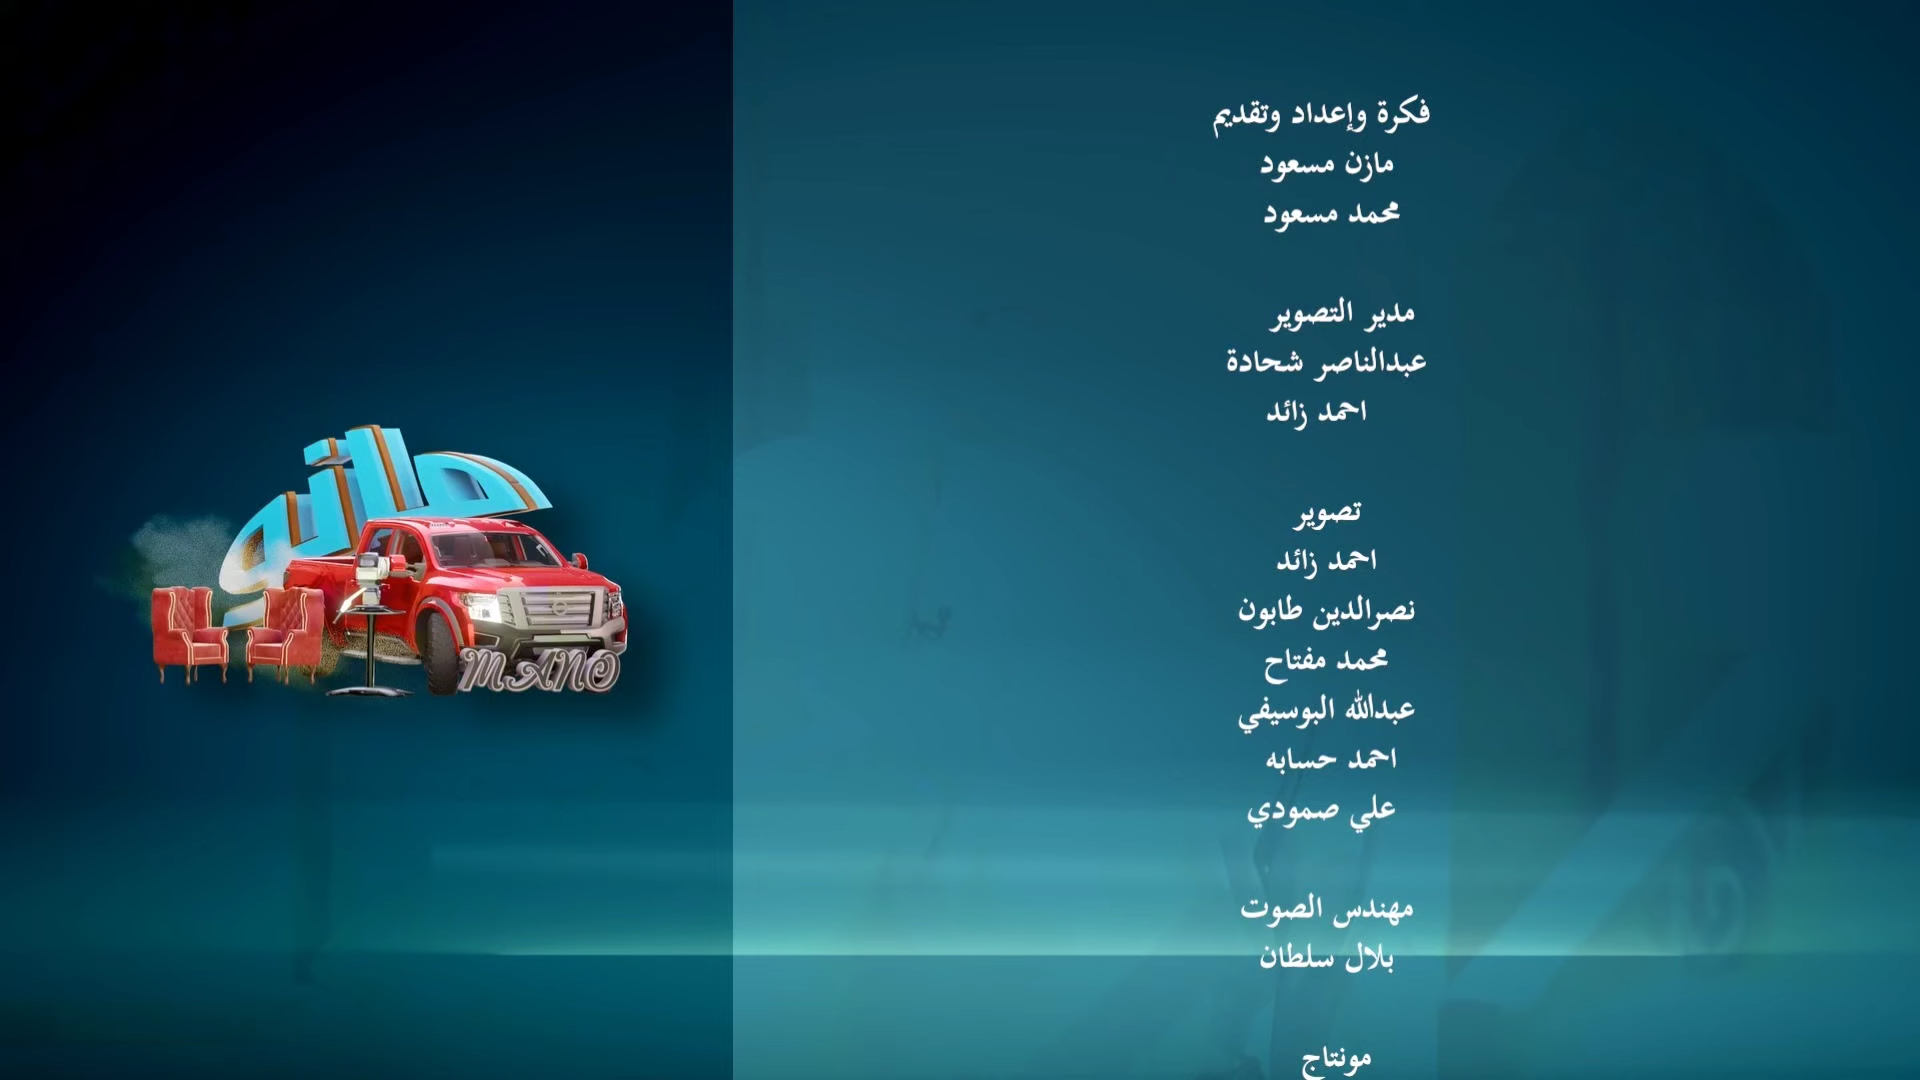 فكرة وإعداد وتقديم
مازن مسعود
محمد مسعود
مدير التصوير
عبدالناصر شحادة
احمد زائد
تصوير
احمد زائد
نصرالدين طابون
محمد مفتاح
عبدالله البوسيفي
احمد حسابه
علي صمودي
مهندس الصوت
بلال سلطان
مونتاج
مانو
MANO